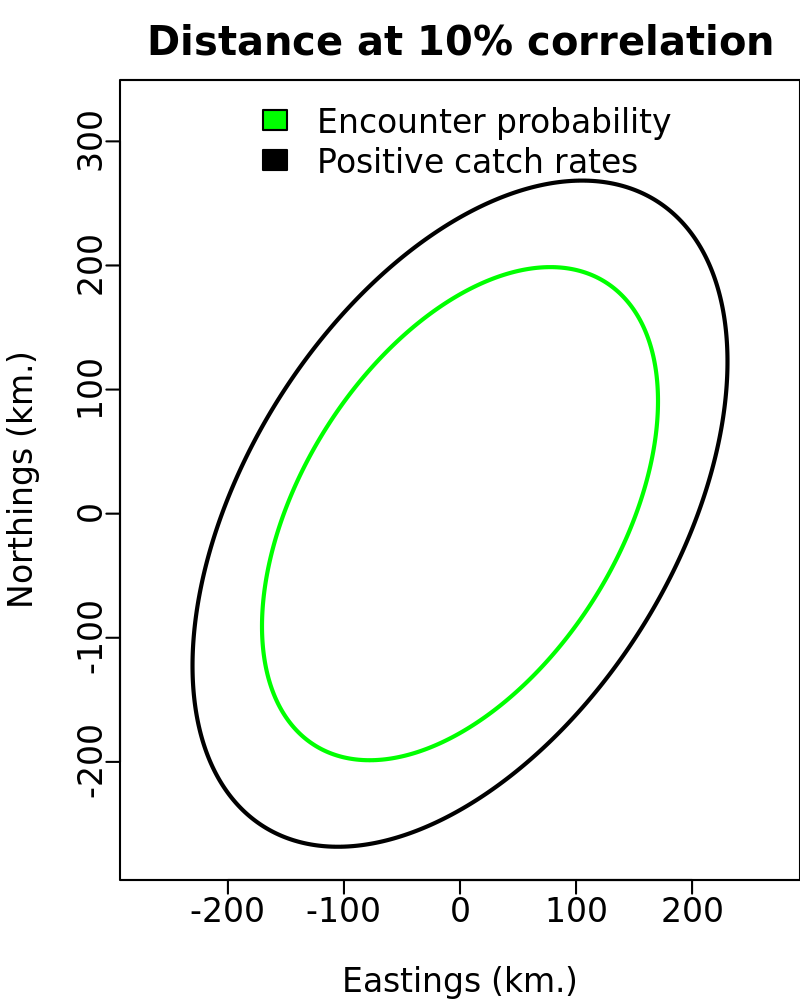 Distance at 10% correlation
Encounter probability
Positive catch rates
300
200
100
0
-100
-200
Northings (km.)
-200 -100 0 100 200
Eastings (km.)